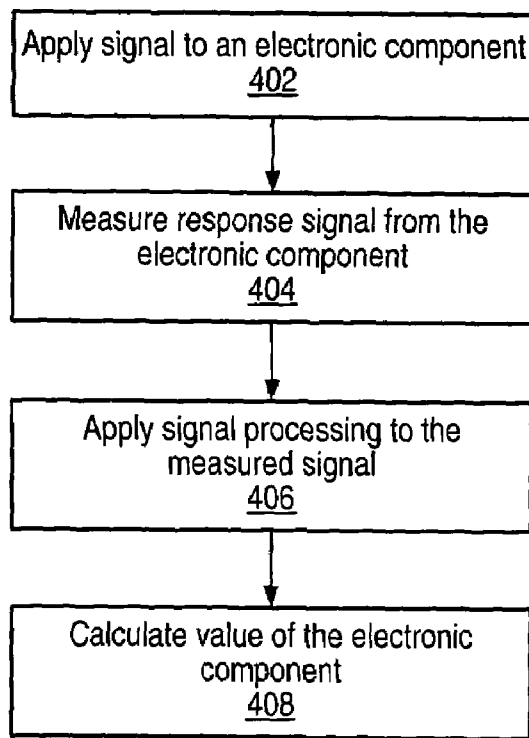 Apply signal to an electronic component
402
Measure response signal from the
electronic component
404
Apply signal processing to the
measured signal
406
Calculate value of the electronic
component
408